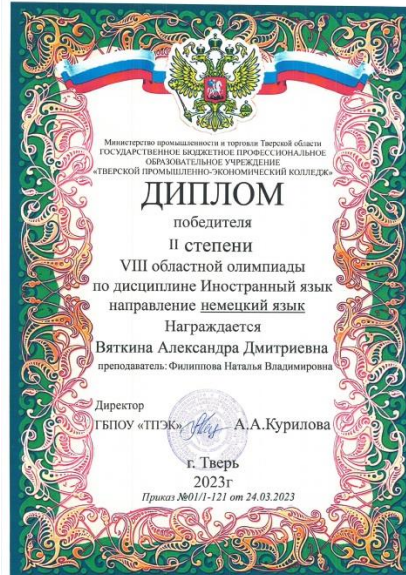 Министерство промышленности и торговли Тверской области
ГОСУДАРСТВЕННОЕ БЮДЖЕТНОЕ ПРОФЕССИОНАЛЬНОЕ
ОБРАЗОВАТЕЛЬНОЕ УЧРЕЖДЕНИЕ
«ТВЕРСКОЙ ПРОМЫШЛЕННО-ЭКОНОМИЧЕСКИЙ КОЛЛЕДЖ»
ДИПЛОМ
победителя
II степени
VIII областной олимпиады
по дисциплине Иностранный язык
направление немецкий язык
Награждается
Вяткина Александра Дмитриевна
преподаватель: Филиппова Наталья Владимировна
Директор
ГБПОУ «ТПЭК» А.А.Курилова
г. Тверь
2023г
Приказ №01/1-121 от 24.03.2023